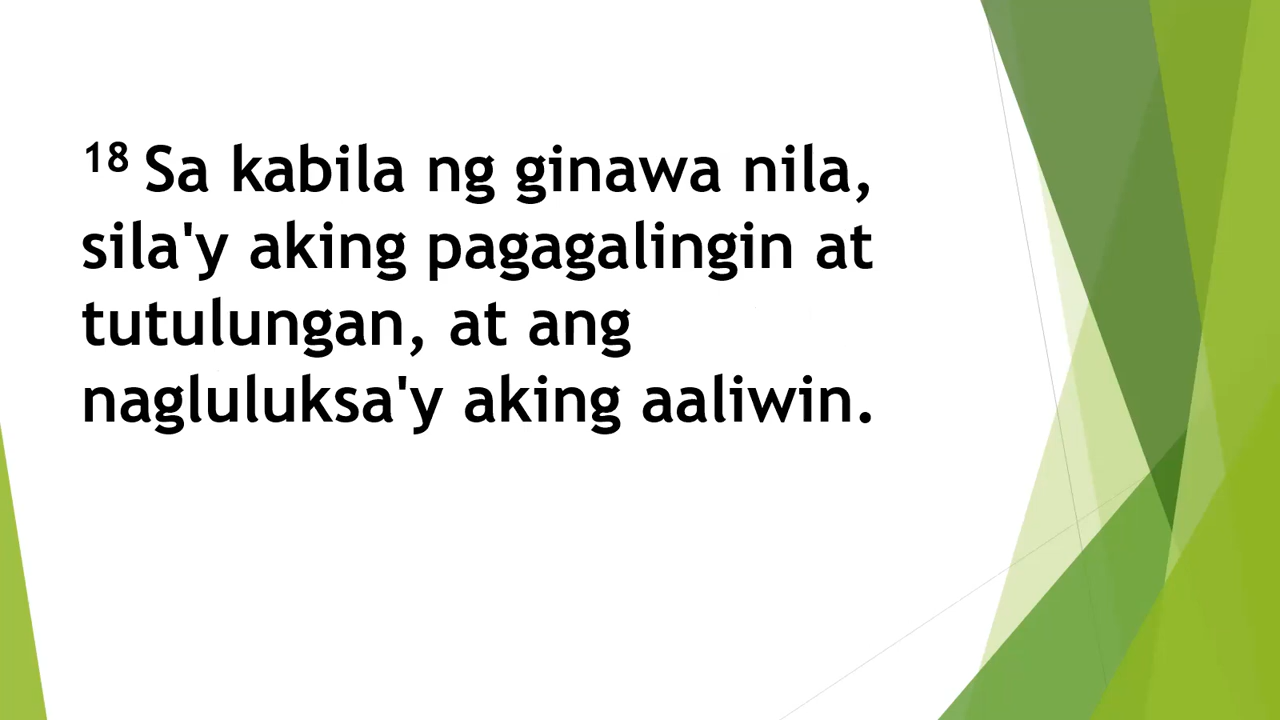 18 Sa kabila ng ginawa nila,
sila'y aking pagagalingin at
tutulungan, at ang
nagluluksa'y aking aaliwin.